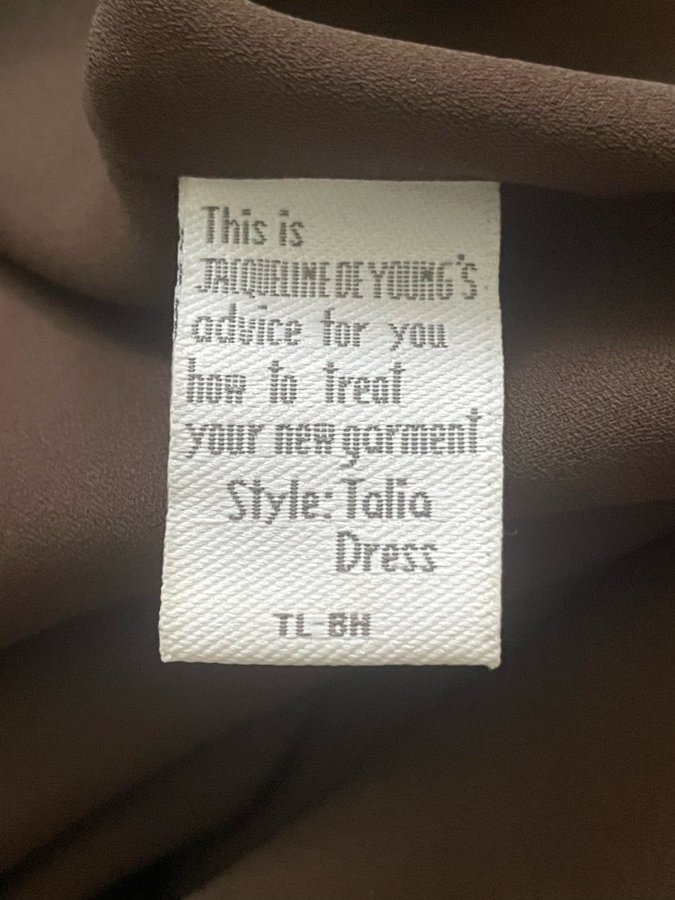 This is
JACQUELINE DE YOUNG'S
advice for you
how to treat
your new garment
Style: Talia
Dress
TL-BH